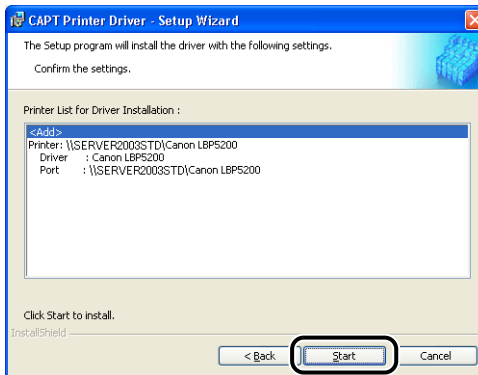 CAPT Printer Driver - Setup Wizard
The Setup program will install the driver with the following settings.
Confirm the settings.
Printer List for Driver Installation :
<Add>
Printer: \\SERVER2003STD\Canon LBP5200
Driver : Canon LBP5200
Port : \\SERVER2003STD\Canon LBP5200
Click Start to install.
InstallShield
< Back Start Cancel